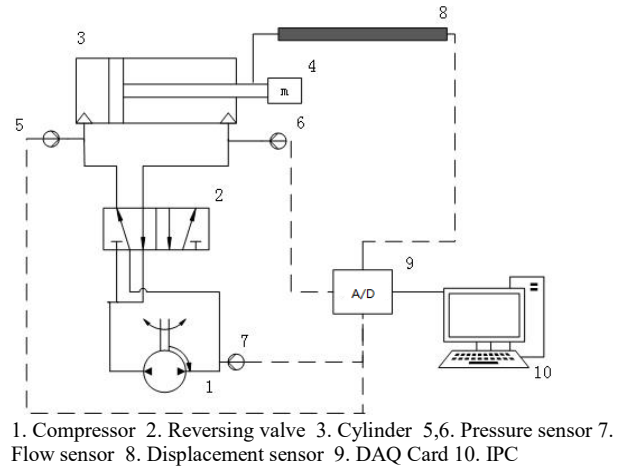 8
3
4
m
5
6
2
9
A/D
7
1
10
1. Compressor 2. Reversing valve 3. Cylinder 5,6. Pressure sensor 7.
Flow sensor 8. Displacement sensor 9. DAQ Card 10. IPC